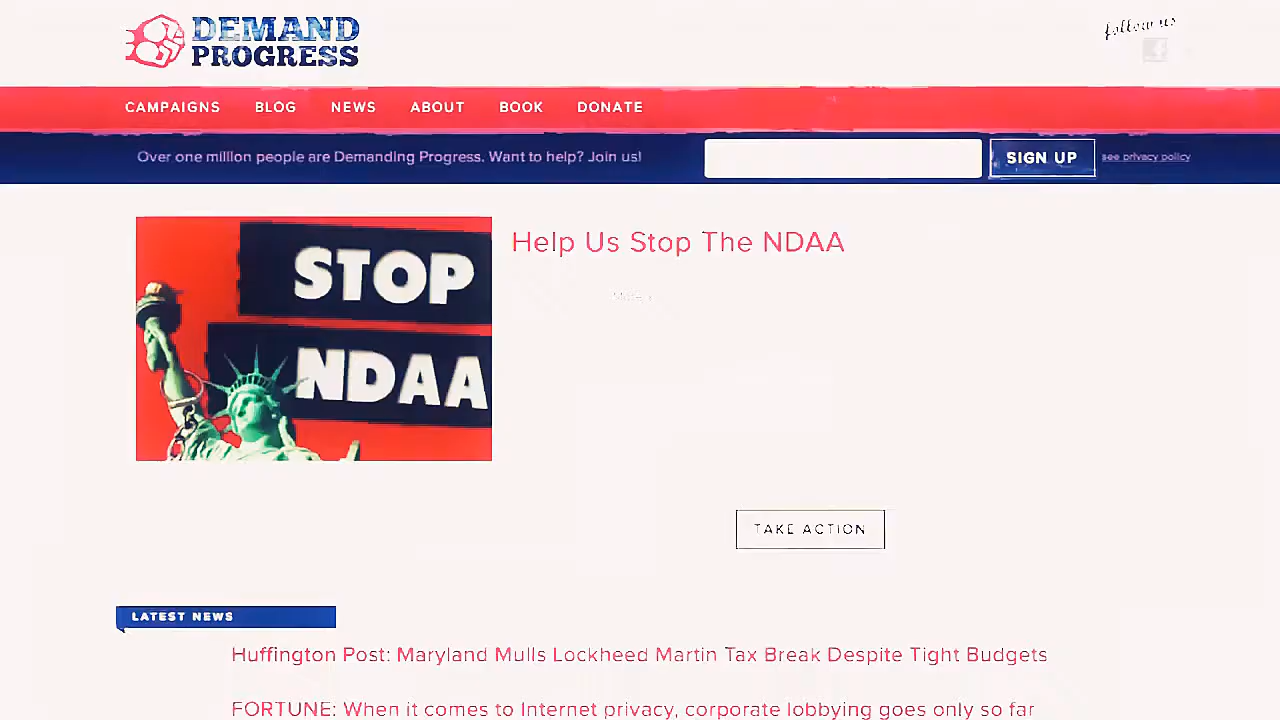 DEMAND
PROGRESS
follow us
CAMPAIGNS BLOG NEWS ABOUT BOOK DONATE
Over one million people are Demanding Progress. Want to help? Join us!
SIGN UP
see privacy policy
STOP
NDAA
Help Us Stop The NDAA
TAKE ACTION
LATEST NEWS
Huffington Post: Maryland Mulls Lockheed Martin Tax Break Despite Tight Budgets
FORTUNE: When it comes to Internet privacy, corporate lobbying goes only so far